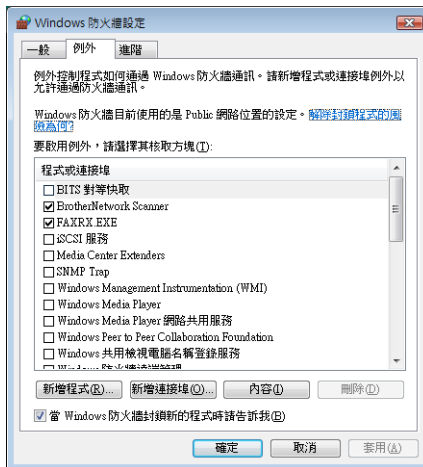 Windows 防火牆設定
一般
例外
進階
例外控制程式如何通過 Windows 防火牆通訊。請新增程式或連接埠例外以
允許通過防火牆通訊。
Windows 防火牆目前使用的是 Public 網路位置的設定。解除封鎖程式的風
險為何?
要啟用例外，請選擇其核取方塊(T):
程式或連接埠
BITS 對等快取
BrotherNetwork Scanner
FAXRX.EXE
iSCSI 服務
Media Center Extenders
SNMP Trap
Windows Management Instrumentation (WMI)
Windows Media Player
Windows Media Player 網路共用服務
Windows Peer to Peer Collaboration Foundation
Windows 共用檢視電腦名稱登錄服務
Windows 防火牆遠端管理
新增程式(R)...
新增連接埠(O)...
內容(I)
刪除(D)
當 Windows 防火牆封鎖新的程式時請告訴我(B)
確定
取消
套用(A)